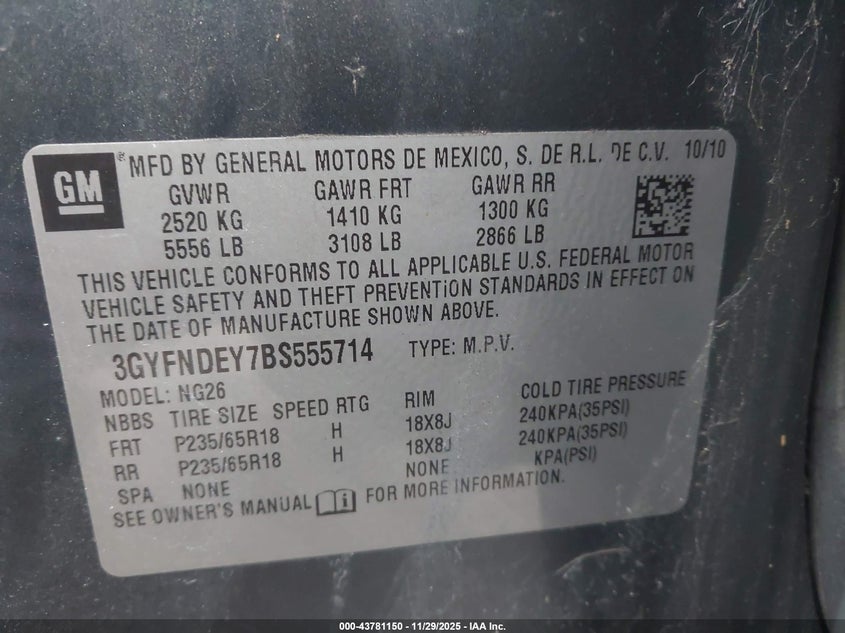 GM
® MFD BY GENERAL MOTORS DE MEXICO, S. DE R.L. DE C.V. 10/10
GVWR GAWR FRT GAWR RR
2520 KG 1410 KG 1300 KG
5556 LB 3108 LB 2866 LB
THIS VEHICLE CONFORMS TO ALL APPLICABLE U.S. FEDERAL MOTOR
VEHICLE SAFETY AND THEFT PREVENTION STANDARDS IN EFFECT ON
THE DATE OF MANUFACTURE SHOWN ABOVE.
3GYFNDEY7BS555714 TYPE: M.P.V.
MODEL: NG26
NBBS TIRE SIZE SPEED RTG RIM COLD TIRE PRESSURE
FRT P235/65R18 H 18X8J 240KPA(35PSI)
RR P235/65R18 H 18X8J 240KPA(35PSI)
SPA NONE NONE KPA(PSI)
SEE OWNER'S MANUAL i FOR MORE INFORMATION.
000-43781150 - 11/29/2025 - IAA Inc.